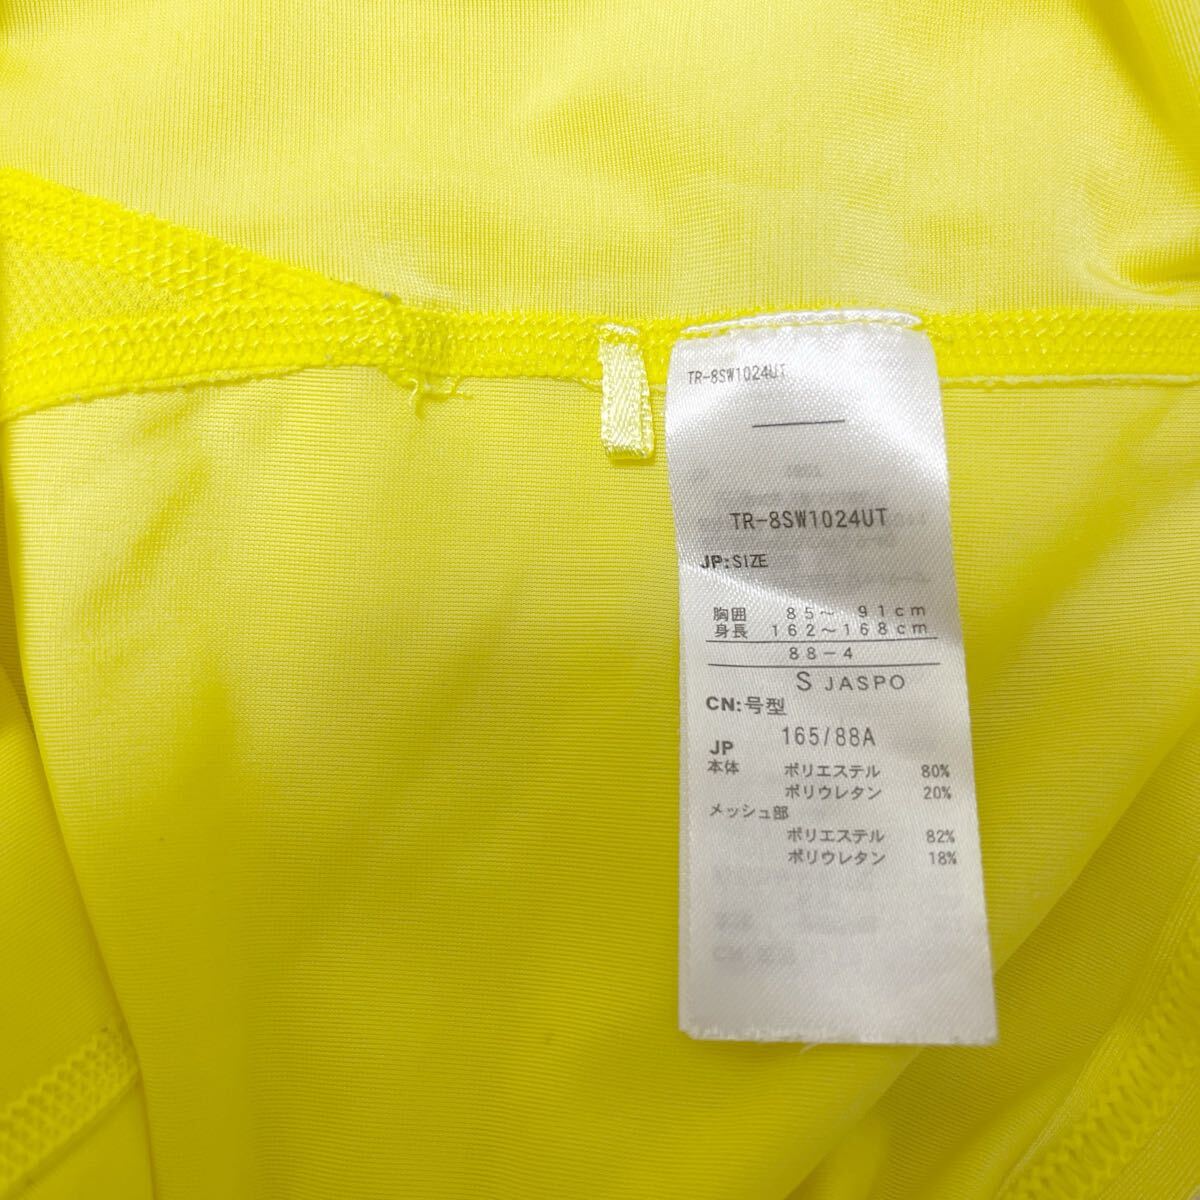 TR-8SW1024UT
TR-8SW1024UT
JP:SIZE
胸囲 85～ 91cm
身長 162～168cm
88-4
S JASPO
CN:号型
165/88A
JP
本体 ポリエステル 80%
ポリウレタン 20%
メッシュ部
ポリエステル 82%
ポリウレタン 18%